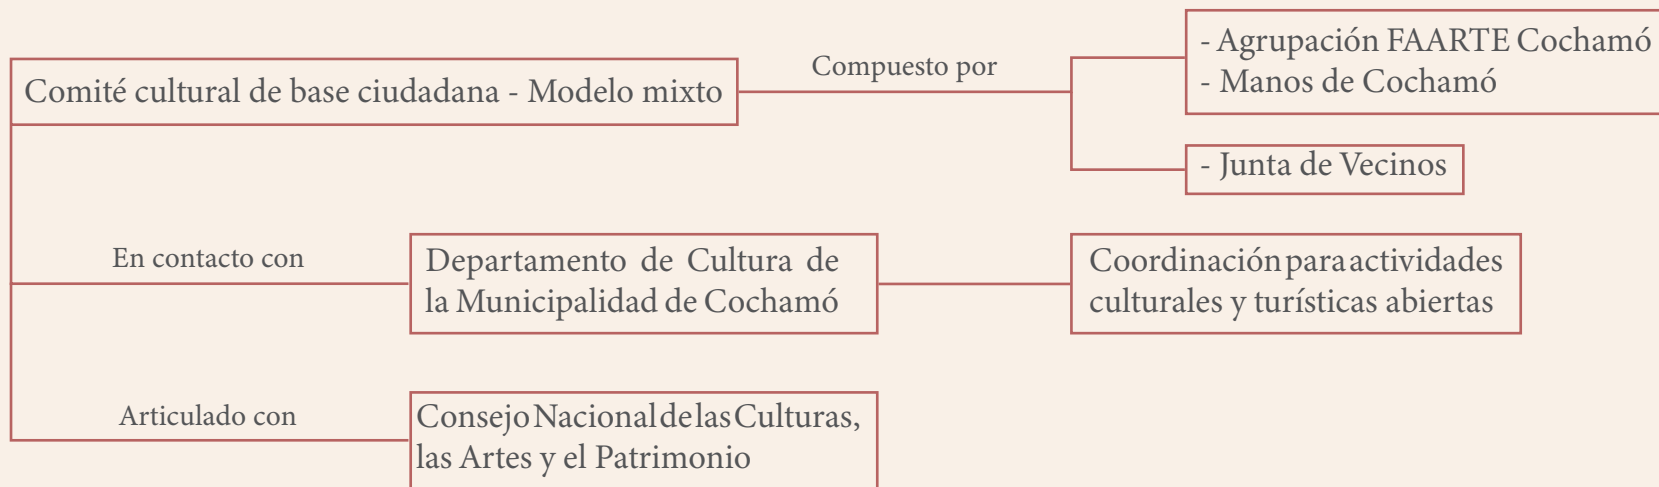 Comité cultural de base ciudadana - Modelo mixto
Compuesto por
- Agrupación FAARTE Cochamó
- Manos de Cochamó
- Junta de Vecinos
En contacto con
Departamento de Cultura de
la Municipalidad de Cochamó
Coordinación para actividades
culturales y turísticas abiertas
Articulado con
Consejo Nacional de las Culturas,
las Artes y el Patrimonio